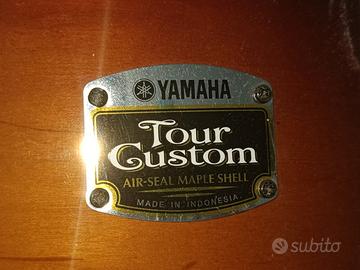 YAMAHA
Tour
Custom
AIR-SEAL MAPLE SHELL
MADE IN INDONESIA
subito